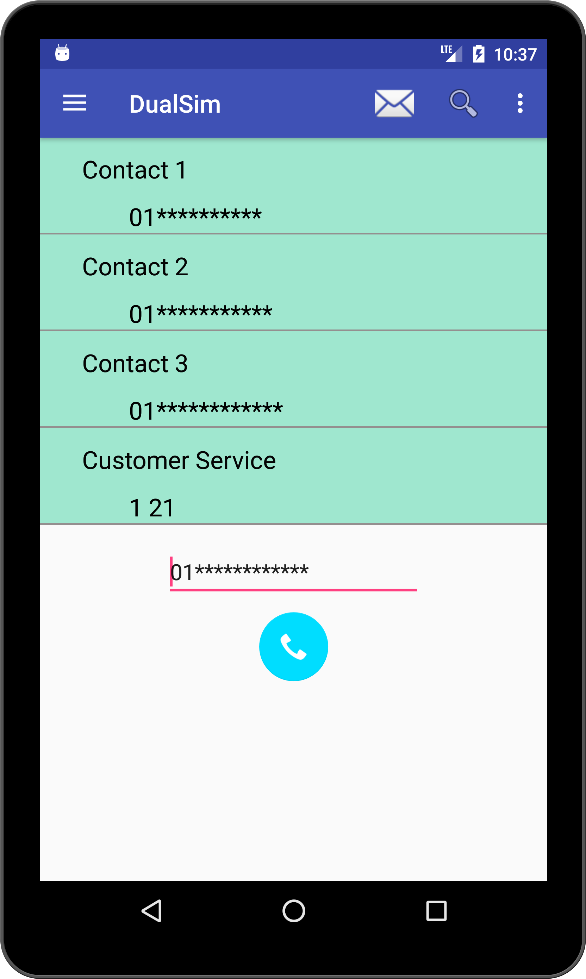 LTE 10:37
DualSim
Contact 1
01**********
Contact 2
01***********
Contact 3
01************
Customer Service
1 21
01************